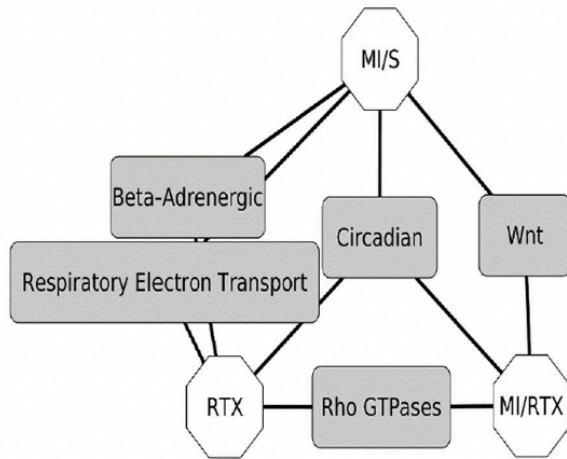 MI/S
Beta-Adrenergic
Circadian
Wnt
Respiratory Electron Transport
RTX
Rho GTPases
MI/RTX